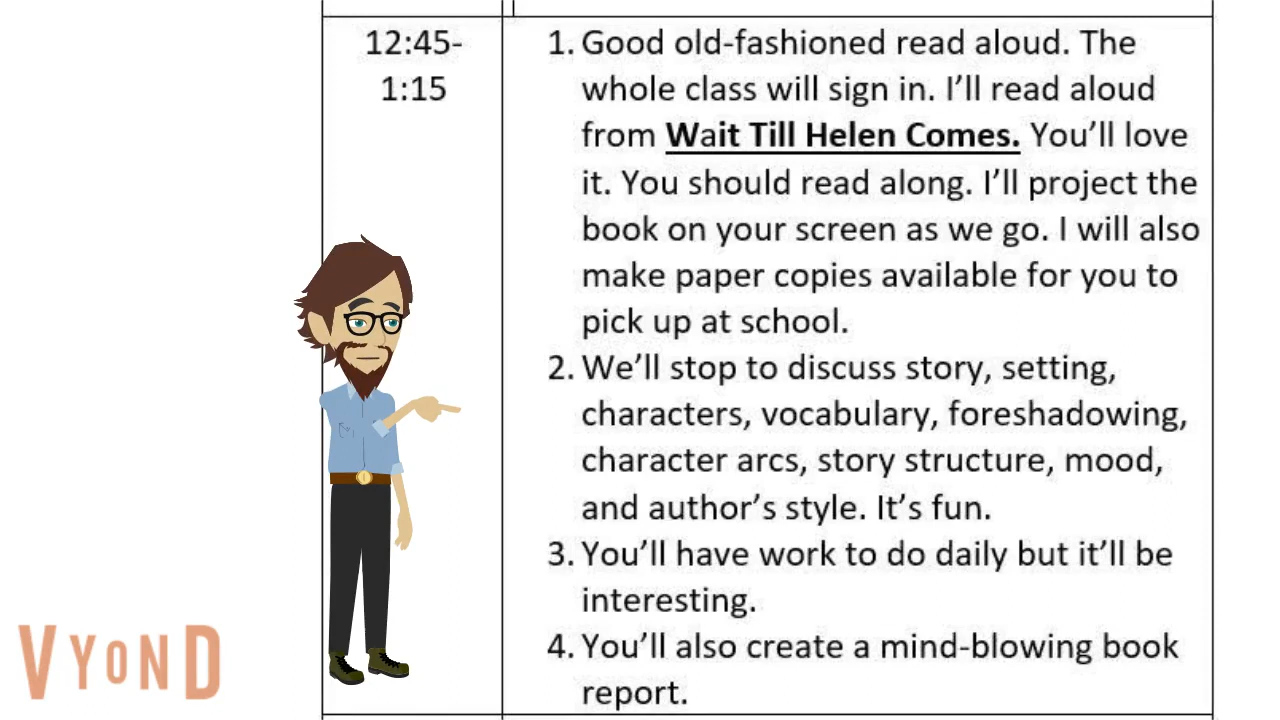 12:45-
1:15
1. Good old-fashioned read aloud. The
whole class will sign in. I'll read aloud
from Wait Till Helen Comes. You'll love
it. You should read along. I'll project the
book on your screen as we go. I will also
make paper copies available for you to
pick up at school.
2. We'll stop to discuss story, setting,
characters, vocabulary, foreshadowing,
character arcs, story structure, mood,
and author's style. It's fun.
3. You'll have work to do daily but it'll be
interesting.
4. You'll also create a mind-blowing book
report.
VYOND